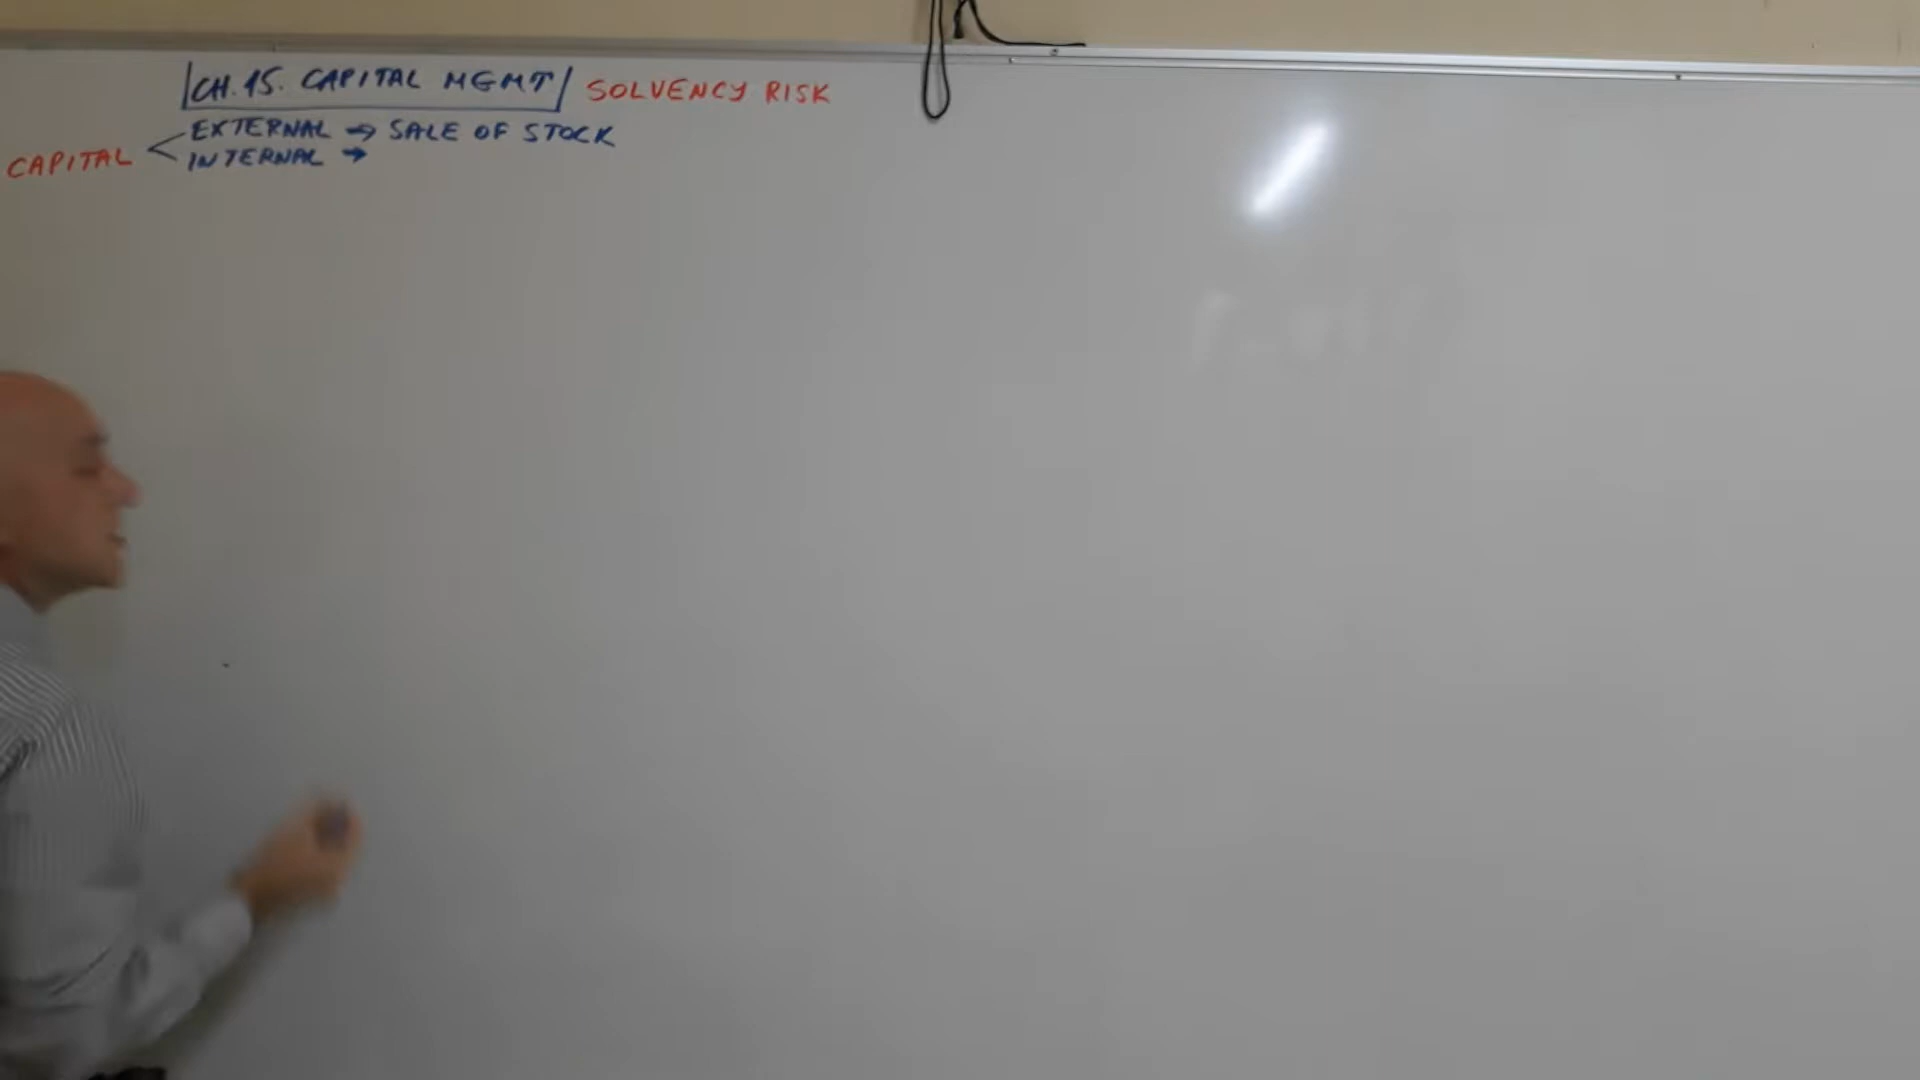 CH. 15. CAPITAL MGMT SOLVENCY RISK
EXTERNAL → SALE OF STOCK
CAPITAL
INTERNAL →